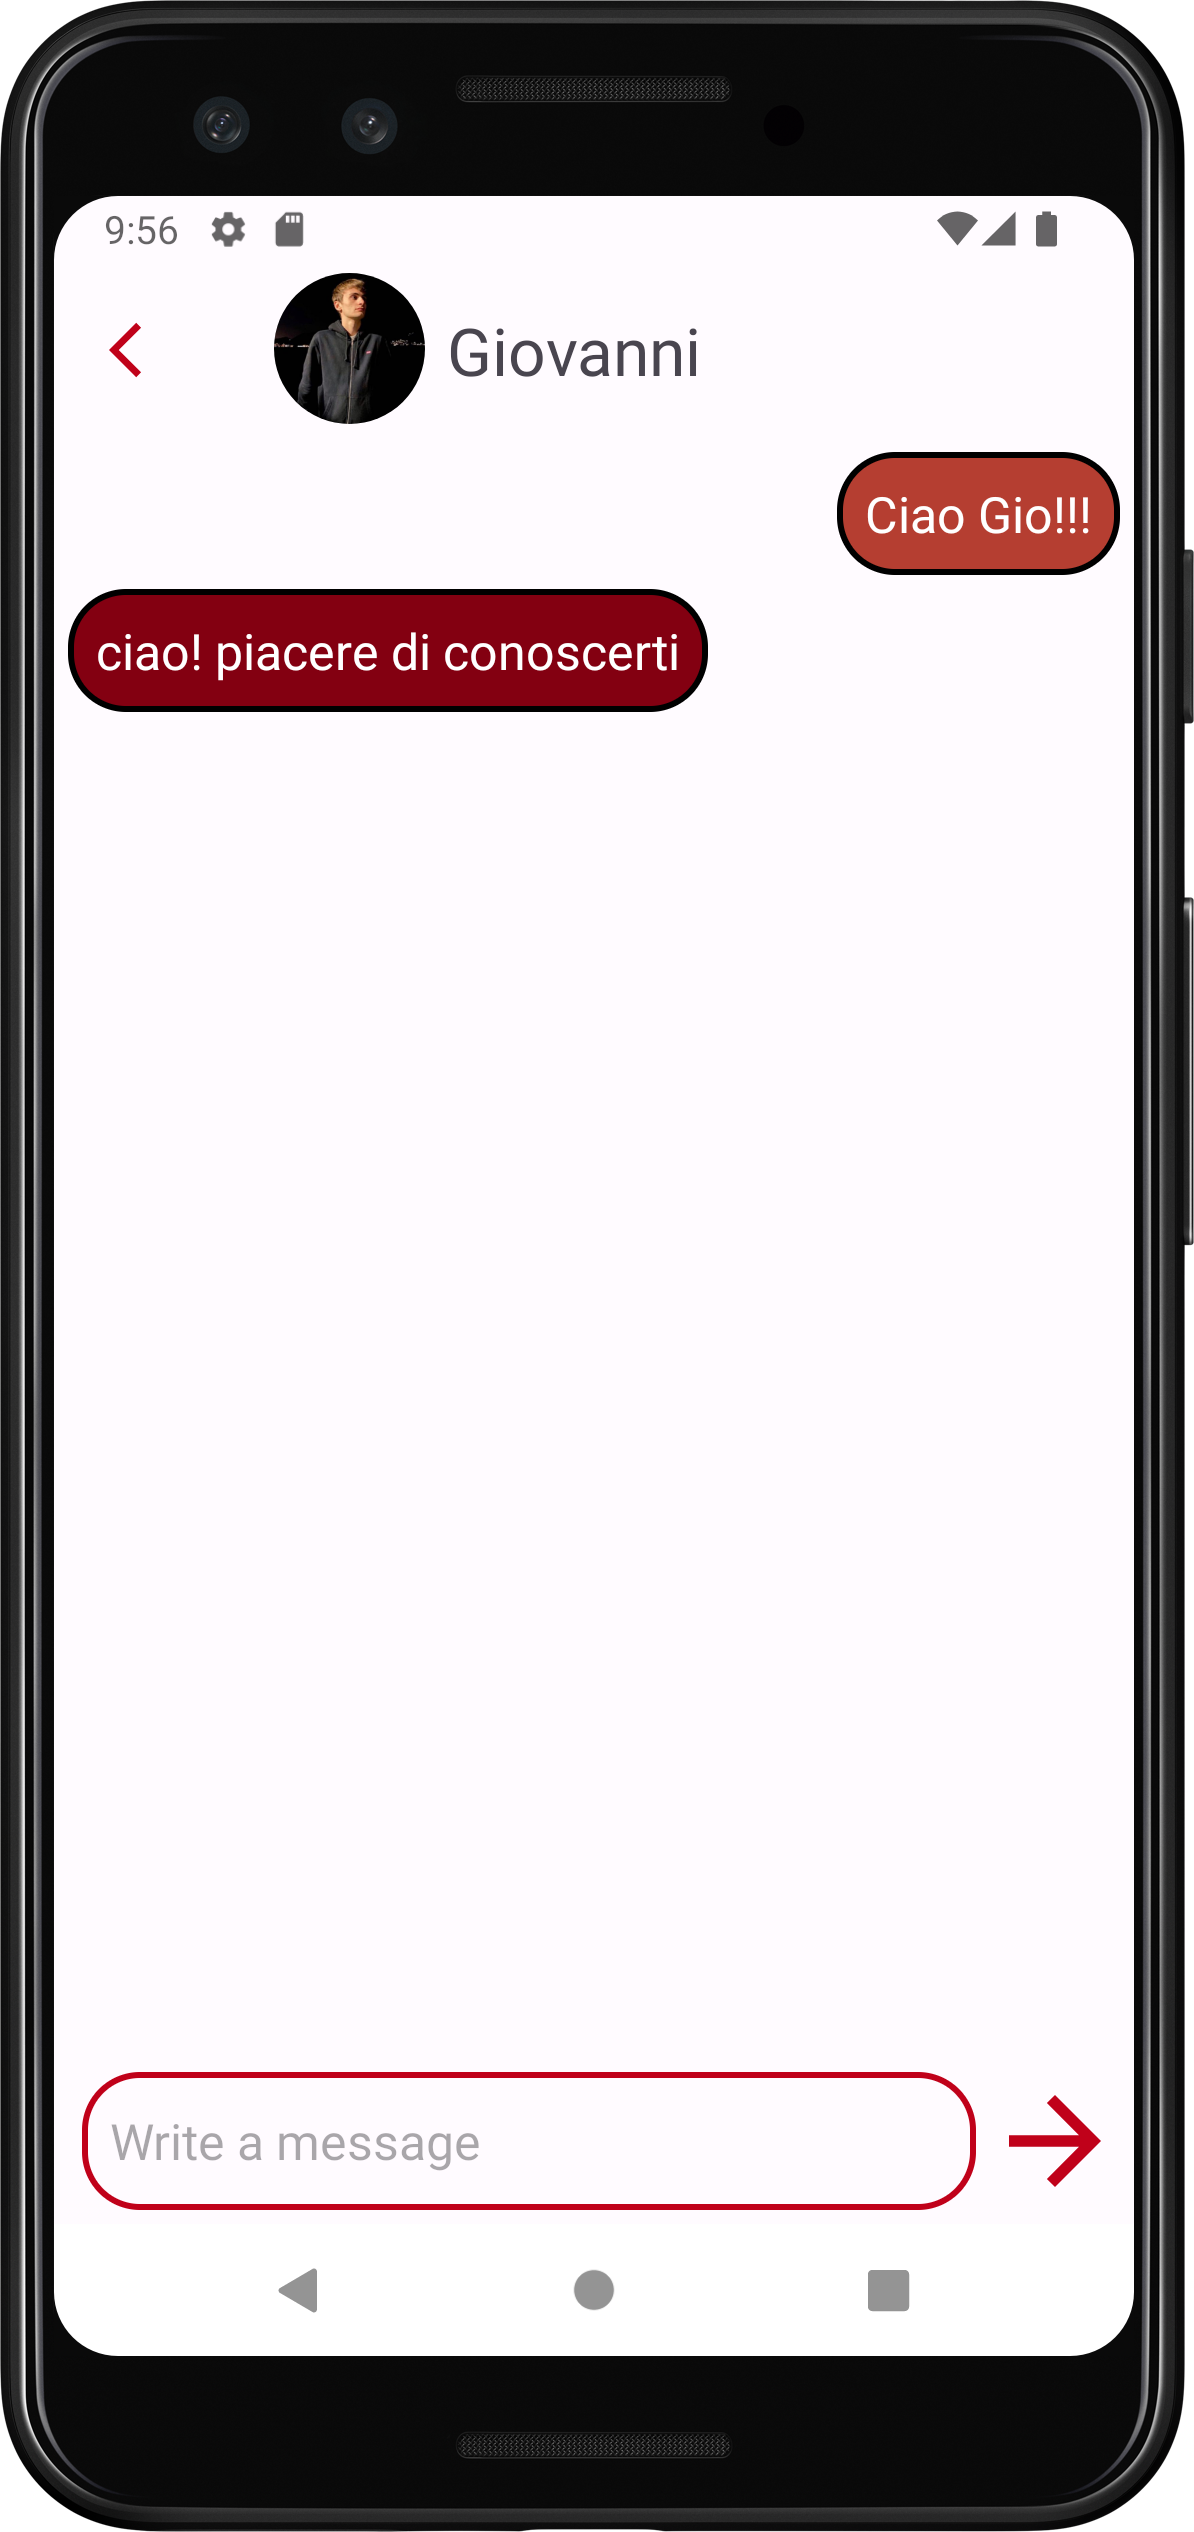 9:56
Giovanni
Ciao Gio!!!
ciao! piacere di conoscerti
Write a message